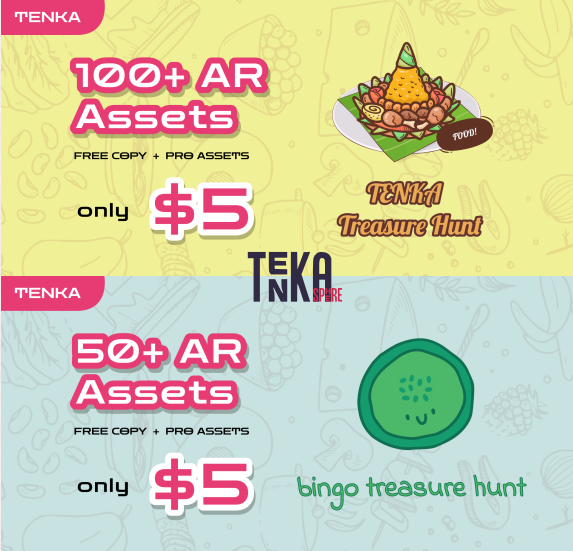 TENKA
100+ AR
Assets
FREE COPY + PRO ASSETS
only $5
FOOD!
TENKA
Treasure Hunt
TENKA
SPORE
TENKA
50+ AR
Assets
FREE COPY + PRO ASSETS
only $5
bingo treasure hunt